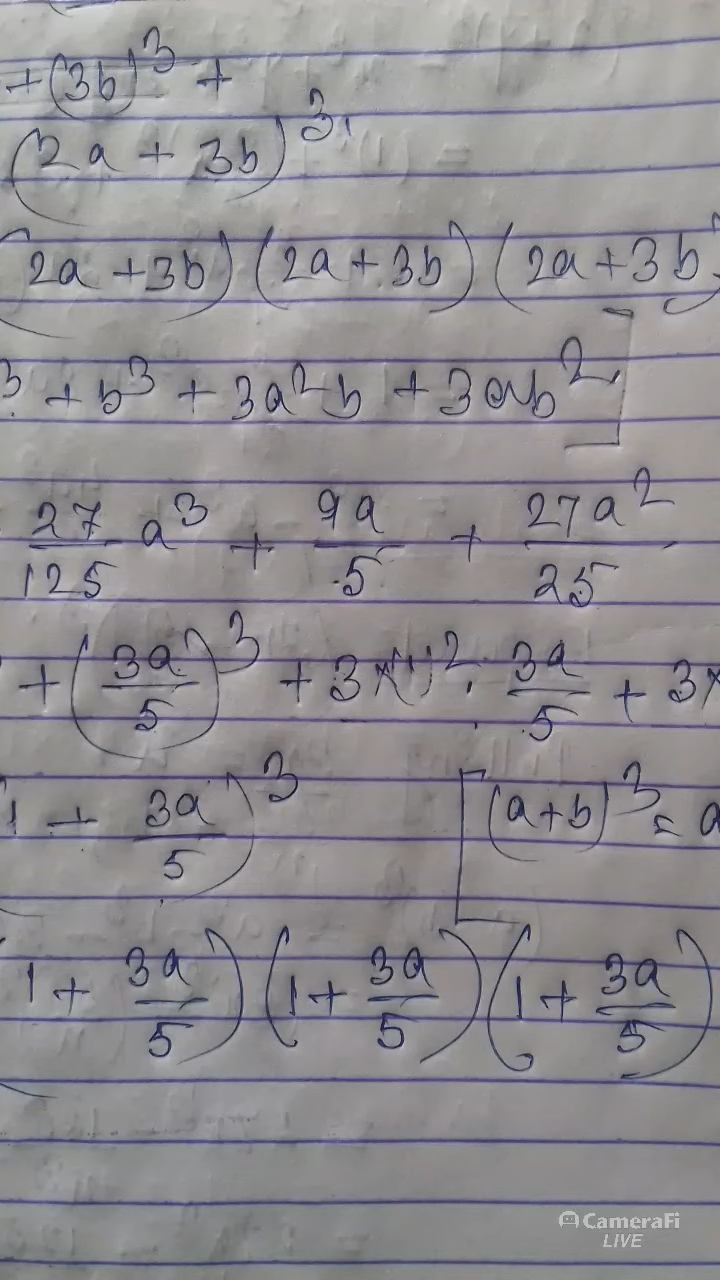 +(3b)³ +
(2a + 3b)³.
(2a + 3b) (2a + 3b) (2a + 3b)
³ + b³ + 3a²b + 3ab²]
27/125 a³ + 9a/5 + 27a²/25
+ (3a/5)³ + 3×(1)². 3a/5 + 3×
1 + 3a/5)³ [(a+b)³ = a
(1 + 3a/5) (1 + 3a/5) (1 + 3a/5)
CameraFi
LIVE